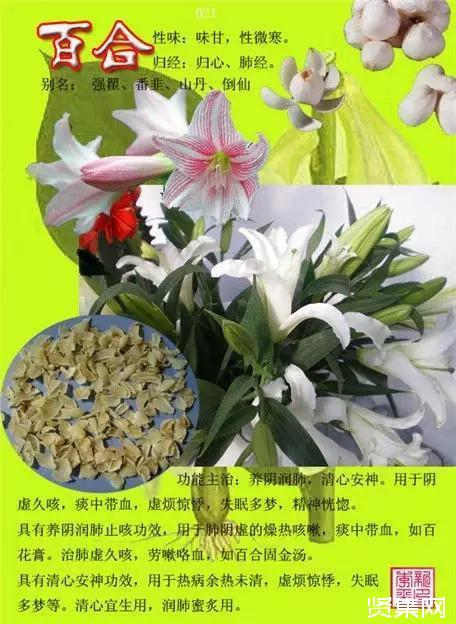 021
百合
性味：味甘，性微寒。
归经：归心、肺经。
别名： 强瞿、番韭、山丹、倒仙
功能主治：养阴润肺，清心安神。用于阴
虚久咳，痰中带血，虚烦惊悸，失眠多梦，精神恍惚。
具有养阴润肺止咳功效，用于肺阴虚的燥热咳嗽，痰中带血，如百
花膏。治肺虚久咳，劳嗽咯血，如百合固金汤。
具有清心安神功效，用于热病余热未清，虚烦惊悸，失眠
多梦等。清心宜生用，润肺蜜炙用。
贤集网